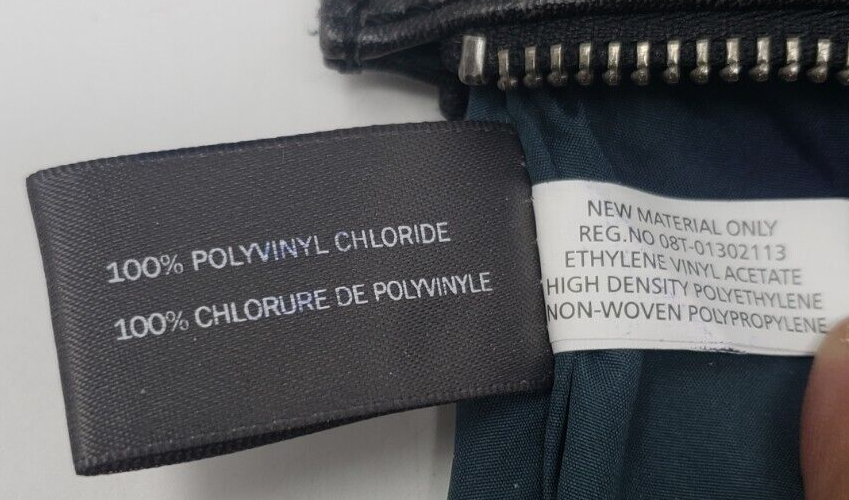 100% POLYVINYL CHLORIDE
100% CHLORURE DE POLYVINYLE
NEW MATERIAL ONLY
REG.NO 08T-01302113
ETHYLENE VINYL ACETATE
HIGH DENSITY POLYETHYLENE
NON-WOVEN POLYPROPYLENE